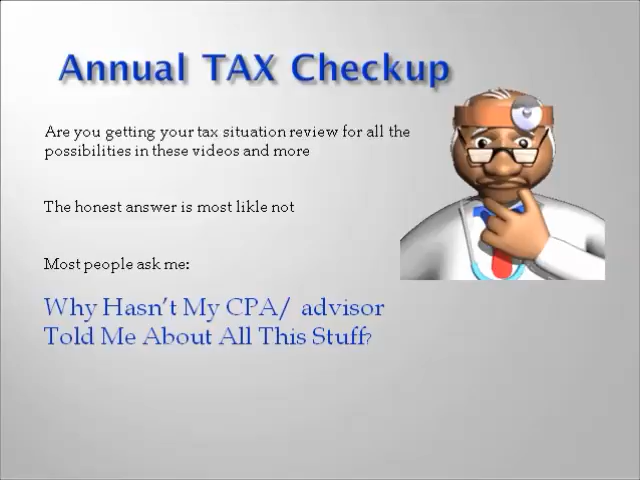 Annual TAX Checkup
Are you getting your tax situation review for all the
possibilities in these videos and more
The honest answer is most likle not
Most people ask me:
Why Hasn't My CPA/ advisor
Told Me About All This Stuff?